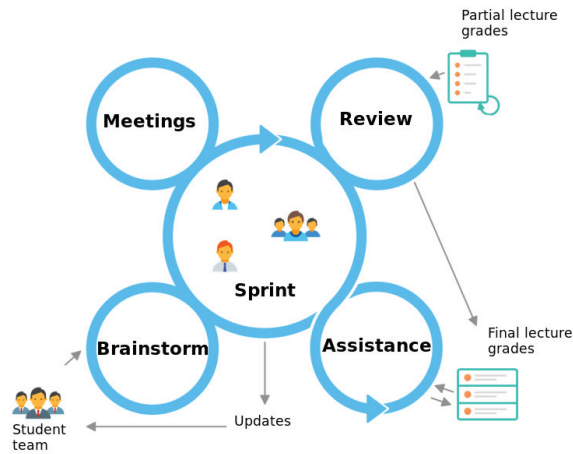 Partial lecture
grades
Meetings
Review
Sprint
Brainstorm
Assistance
Final lecture
grades
Updates
Student
team